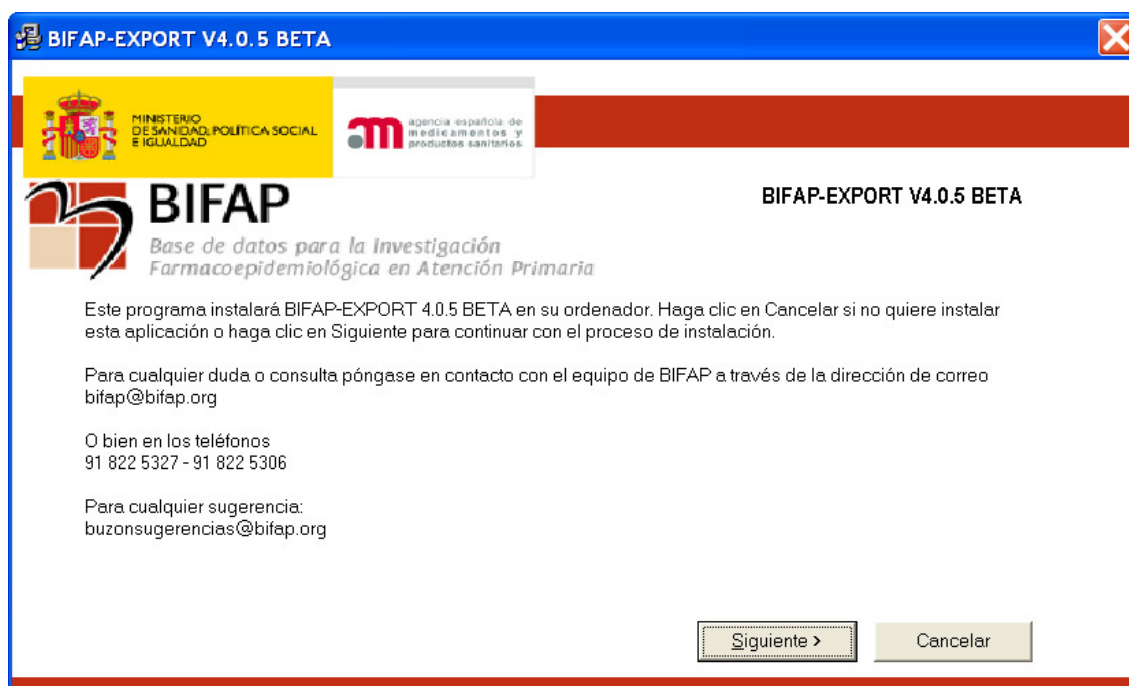 BIFAP-EXPORT V4.0.5 BETA
MINISTERIO
DE SANIDAD, POLÍTICA SOCIAL
E IGUALDAD
agencia española de
medicamentos y
productos sanitarios
BIFAP
BIFAP-EXPORT V4.0.5 BETA
Base de datos para la Investigación
Farmacoepidemiológica en Atención Primaria
Este programa instalará BIFAP-EXPORT 4.0.5 BETA en su ordenador. Haga clic en Cancelar si no quiere instalar
esta aplicación o haga clic en Siguiente para continuar con el proceso de instalación.
Para cualquier duda o consulta póngase en contacto con el equipo de BIFAP a través de la dirección de correo
bifap@bifap.org
O bien en los teléfonos
91 822 5327 - 91 822 5306
Para cualquier sugerencia:
buzonsugerencias@bifap.org
Siguiente >
Cancelar